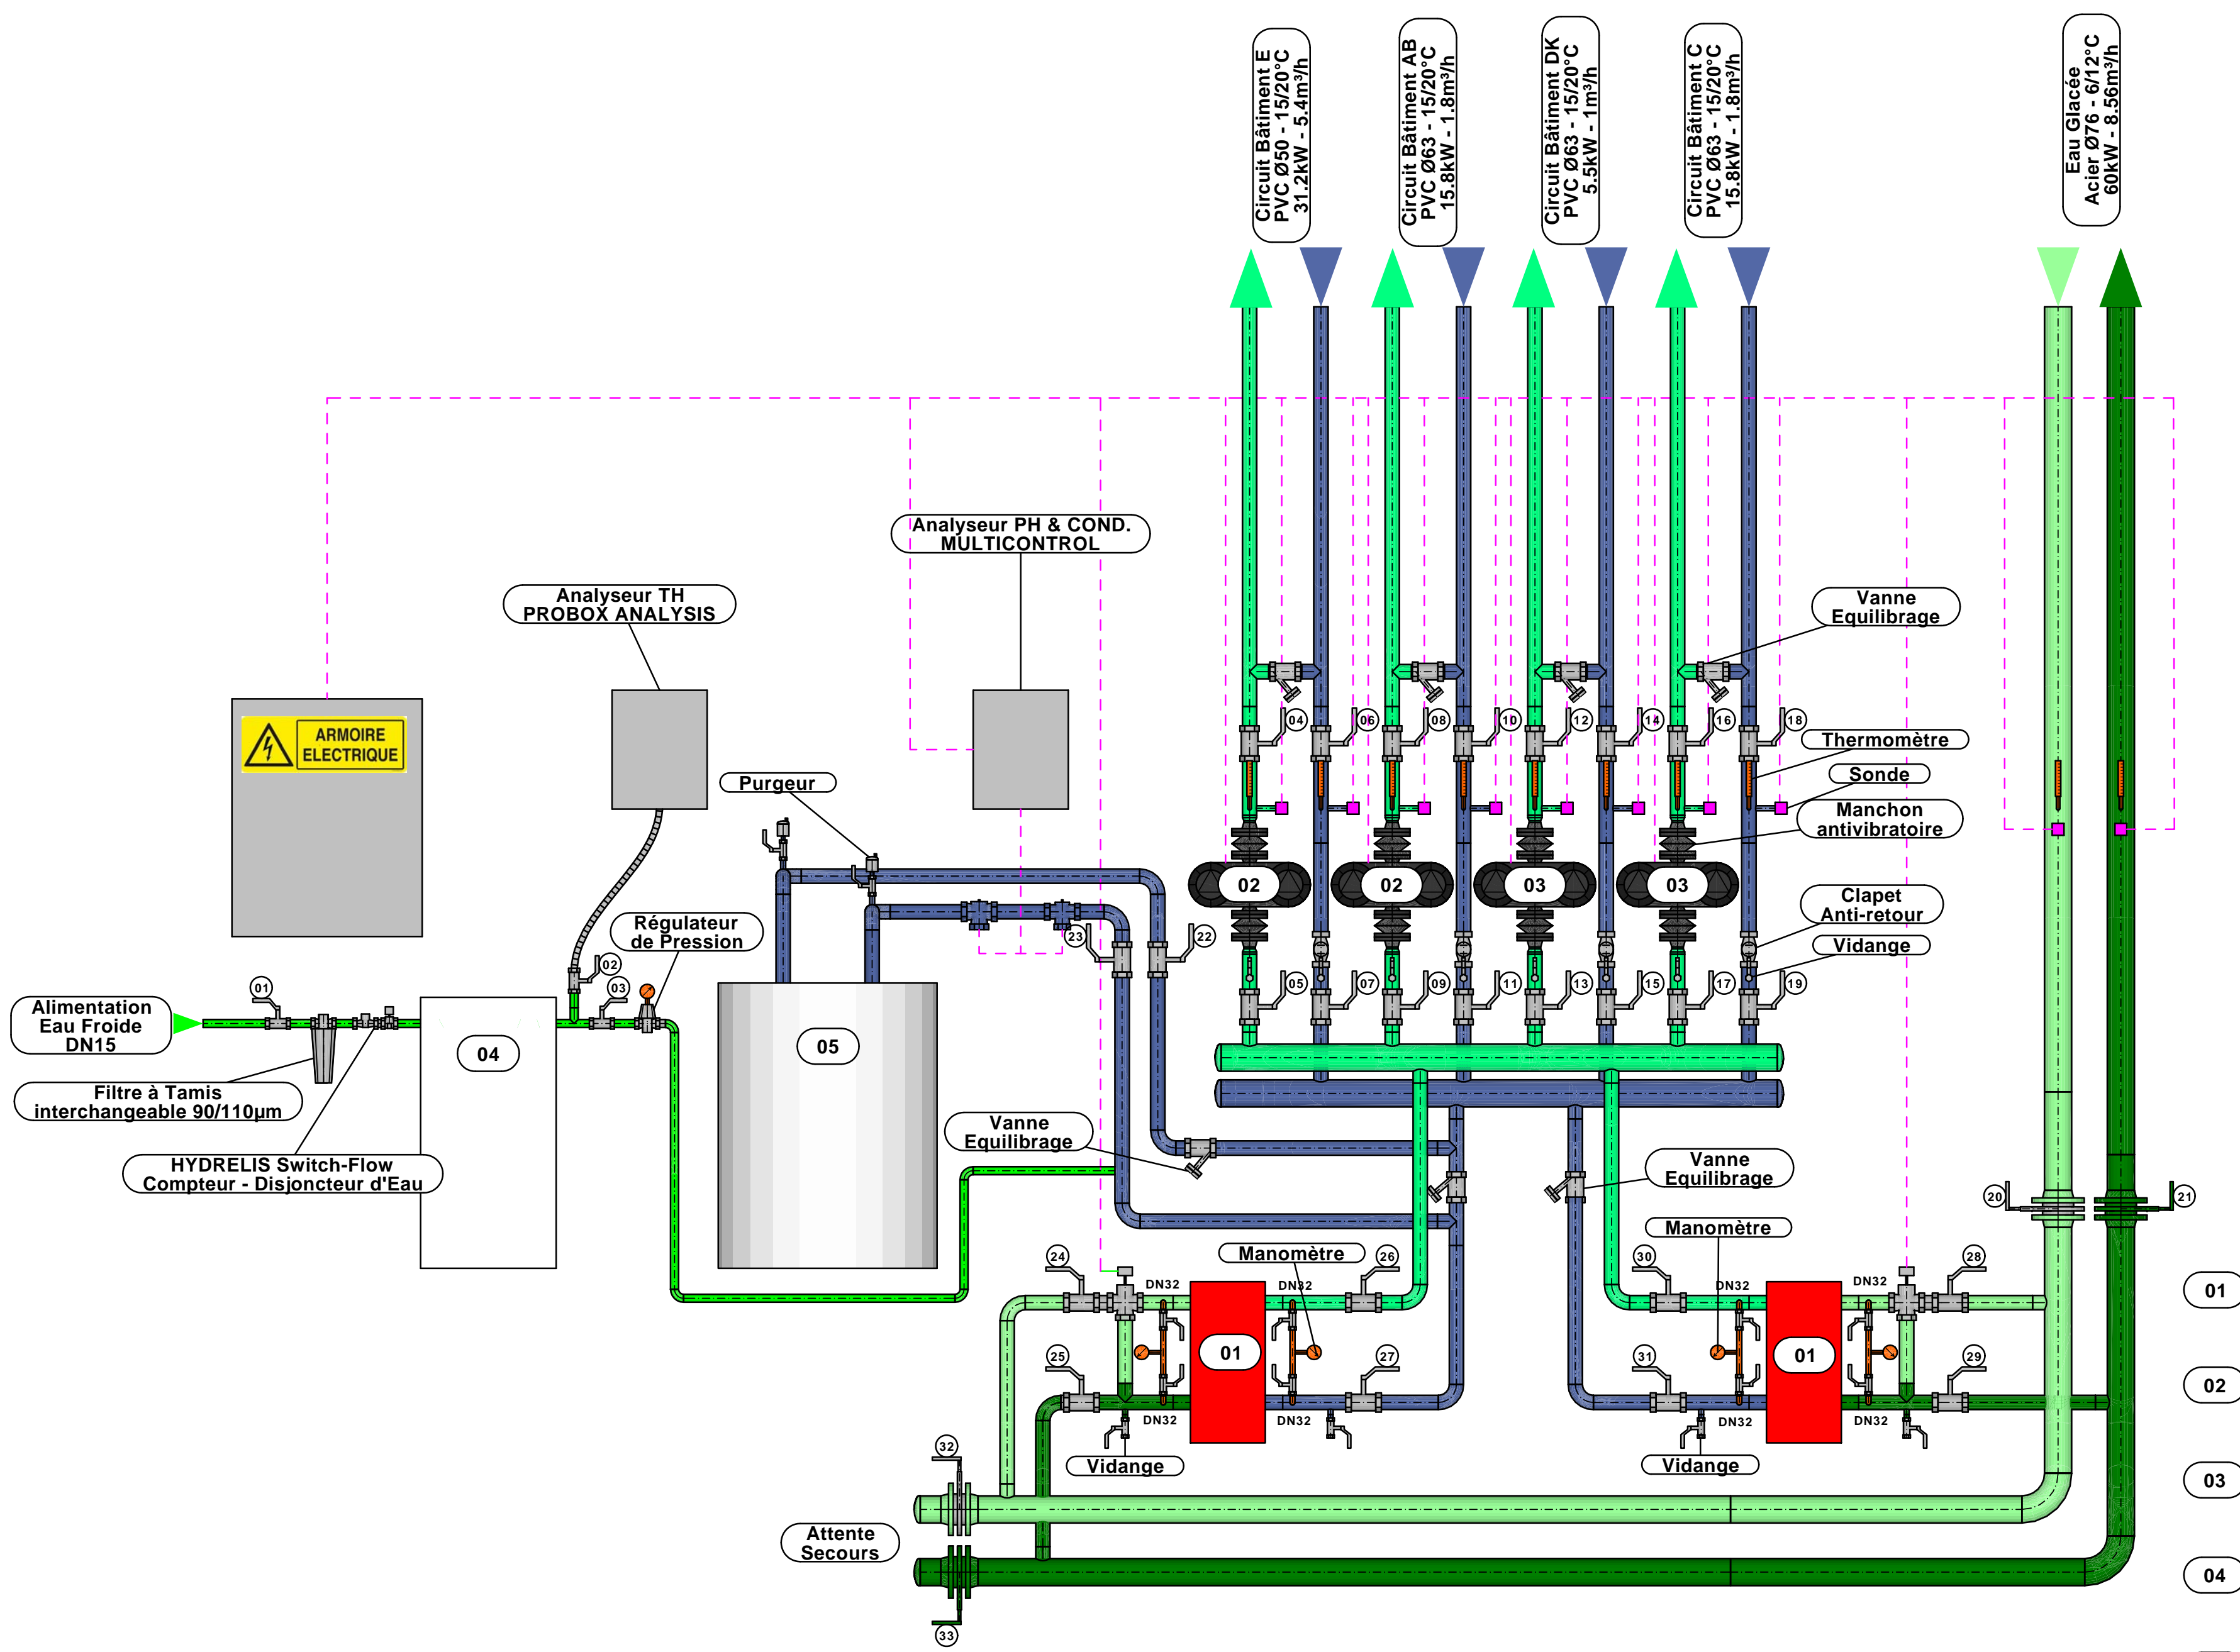 Circuit Bâtiment E
PVC Ø50 - 15/20°C
31.2kW - 5.4m³/h
Circuit Bâtiment AB
PVC Ø63 - 15/20°C
15.8kW - 1.8m³/h
Circuit Bâtiment DK
PVC Ø63 - 15/20°C
5.5kW - 1m³/h
Circuit Bâtiment C
PVC Ø63 - 15/20°C
15.8kW - 1.8m³/h
Eau Glacée
Acier Ø76 - 6/12°C
60kW - 8.56m³/h
Analyseur PH & COND.
MULTICONTROL
Analyseur TH
PROBOX ANALYSIS
Vanne
Equilibrage
ARMOIRE
ELECTRIQUE
04
06
08
10
12
14
16
18
Thermomètre
Purgeur
Sonde
Manchon
antivibratoire
02
02
03
03
Clapet
Anti-retour
Régulateur
de Pression
23
22
Vidange
02
01
03
05
07
09
11
13
15
17
19
Alimentation
Eau Froide
DN15
04
05
Filtre à Tamis
interchangeable 90/110µm
Vanne
Equilibrage
HYDRELIS Switch-Flow
Compteur - Disjoncteur d'Eau
Vanne
Equilibrage
20
21
Manomètre
Manomètre
24
26
30
28
DN32
DN32
DN32
DN32
01
01
01
25
27
31
29
02
DN32
DN32
DN32
DN32
32
Vidange
Vidange
03
Attente
Secours
04
33